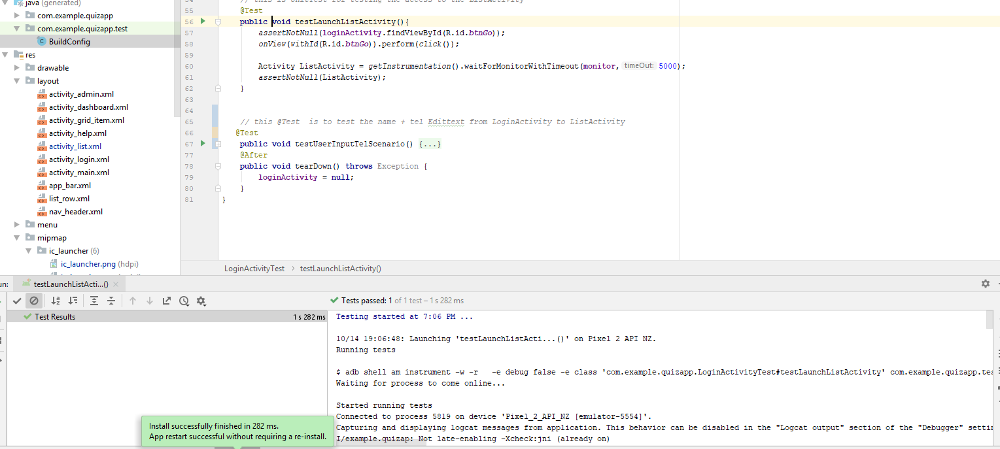 java (generated)
com.example.quizapp
com.example.quizapp.test
BuildConfig
res
drawable
layout
activity_admin.xml
activity_dashboard.xml
activity_grid_item.xml
activity_help.xml
activity_list.xml
activity_login.xml
activity_main.xml
app_bar.xml
list_row.xml
nav_header.xml
menu
mipmap
ic_launcher (6)
ic_launcher.png (hdpi)
54 // this is unittest for testing the access to the ListActivity
55 @Test
56 public void testLaunchListActivity(){
57 assertNotNull(loginActivity.findViewById(R.id.btnGo));
58 onView(withId(R.id.btnGo)).perform(click());
59
60 Activity ListActivity = getInstrumentation().waitForMonitorWithTimeout(monitor, timeOut: 5000);
61 assertNotNull(ListActivity);
62 }
63
64
65 // this @Test  is to test the name + tel Edittext from LoginActivity to ListActivity
66 @Test
67 public void testUserInputTelScenario() {...}
77 @After
78 public void tearDown() throws Exception {
79 loginActivity = null;
80 }
81 }
LoginActivityTest › testLaunchListActivity()
un: testLaunchListActi...() ×
Tests passed: 1 of 1 test – 1 s 282 ms
Test Results 1 s 282 ms
Testing started at 7:06 PM ...
10/14 19:06:48: Launching 'testLaunchListActi...()' on Pixel 2 API NZ.
Running tests
$ adb shell am instrument -w -r   -e debug false -e class 'com.example.quizapp.LoginActivityTest#testLaunchListActivity' com.example.quizapp.tes
Waiting for process to come online...
Started running tests
Connected to process 5819 on device 'Pixel_2_API_NZ [emulator-5554]'.
Capturing and displaying logcat messages from application. This behavior can be disabled in the "Logcat output" section of the "Debugger" settin
I/example.quizap: Not late-enabling -Xcheck:jni (already on)
Install successfully finished in 282 ms.
App restart successful without requiring a re-install.